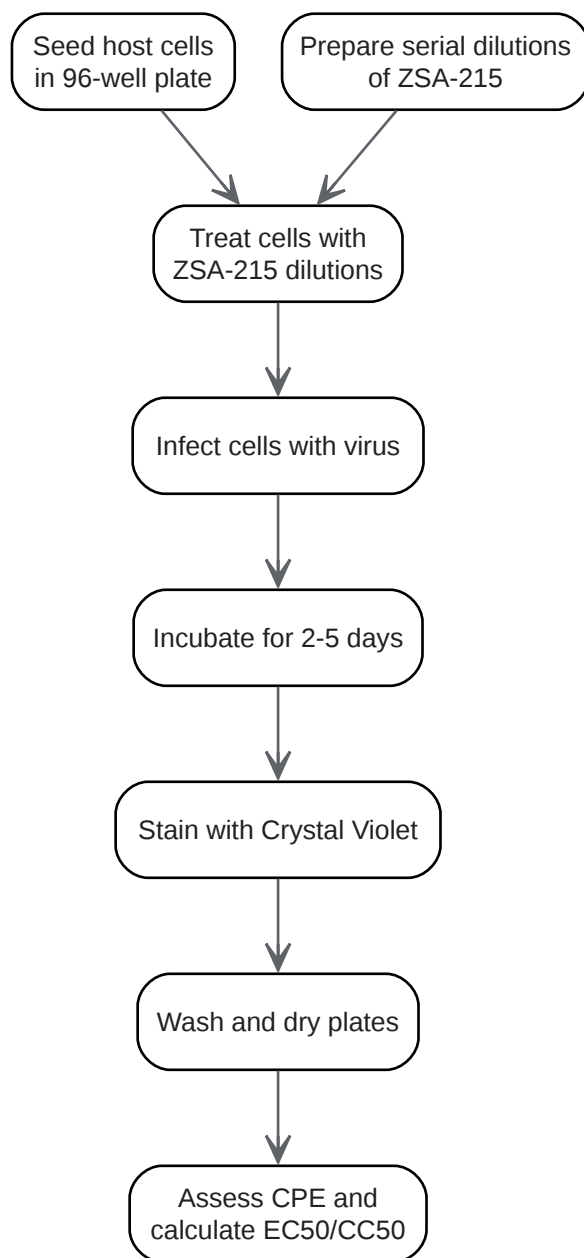 Seed host cells
in 96-well plate
Prepare serial dilutions
of ZSA-215
Treat cells with
ZSA-215 dilutions
Infect cells with virus
Incubate for 2-5 days
Stain with Crystal Violet
Wash and dry plates
Assess CPE and
calculate EC50/CC50